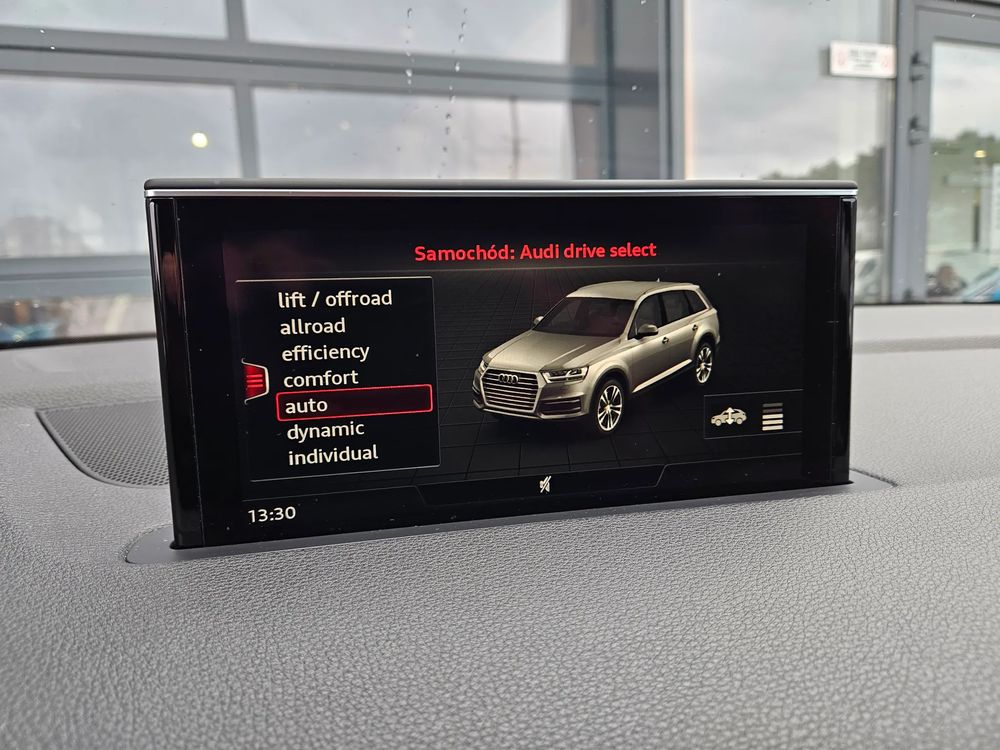 Samochód: Audi drive select
lift / offroad
allroad
efficiency
comfort
auto
dynamic
individual
13:30